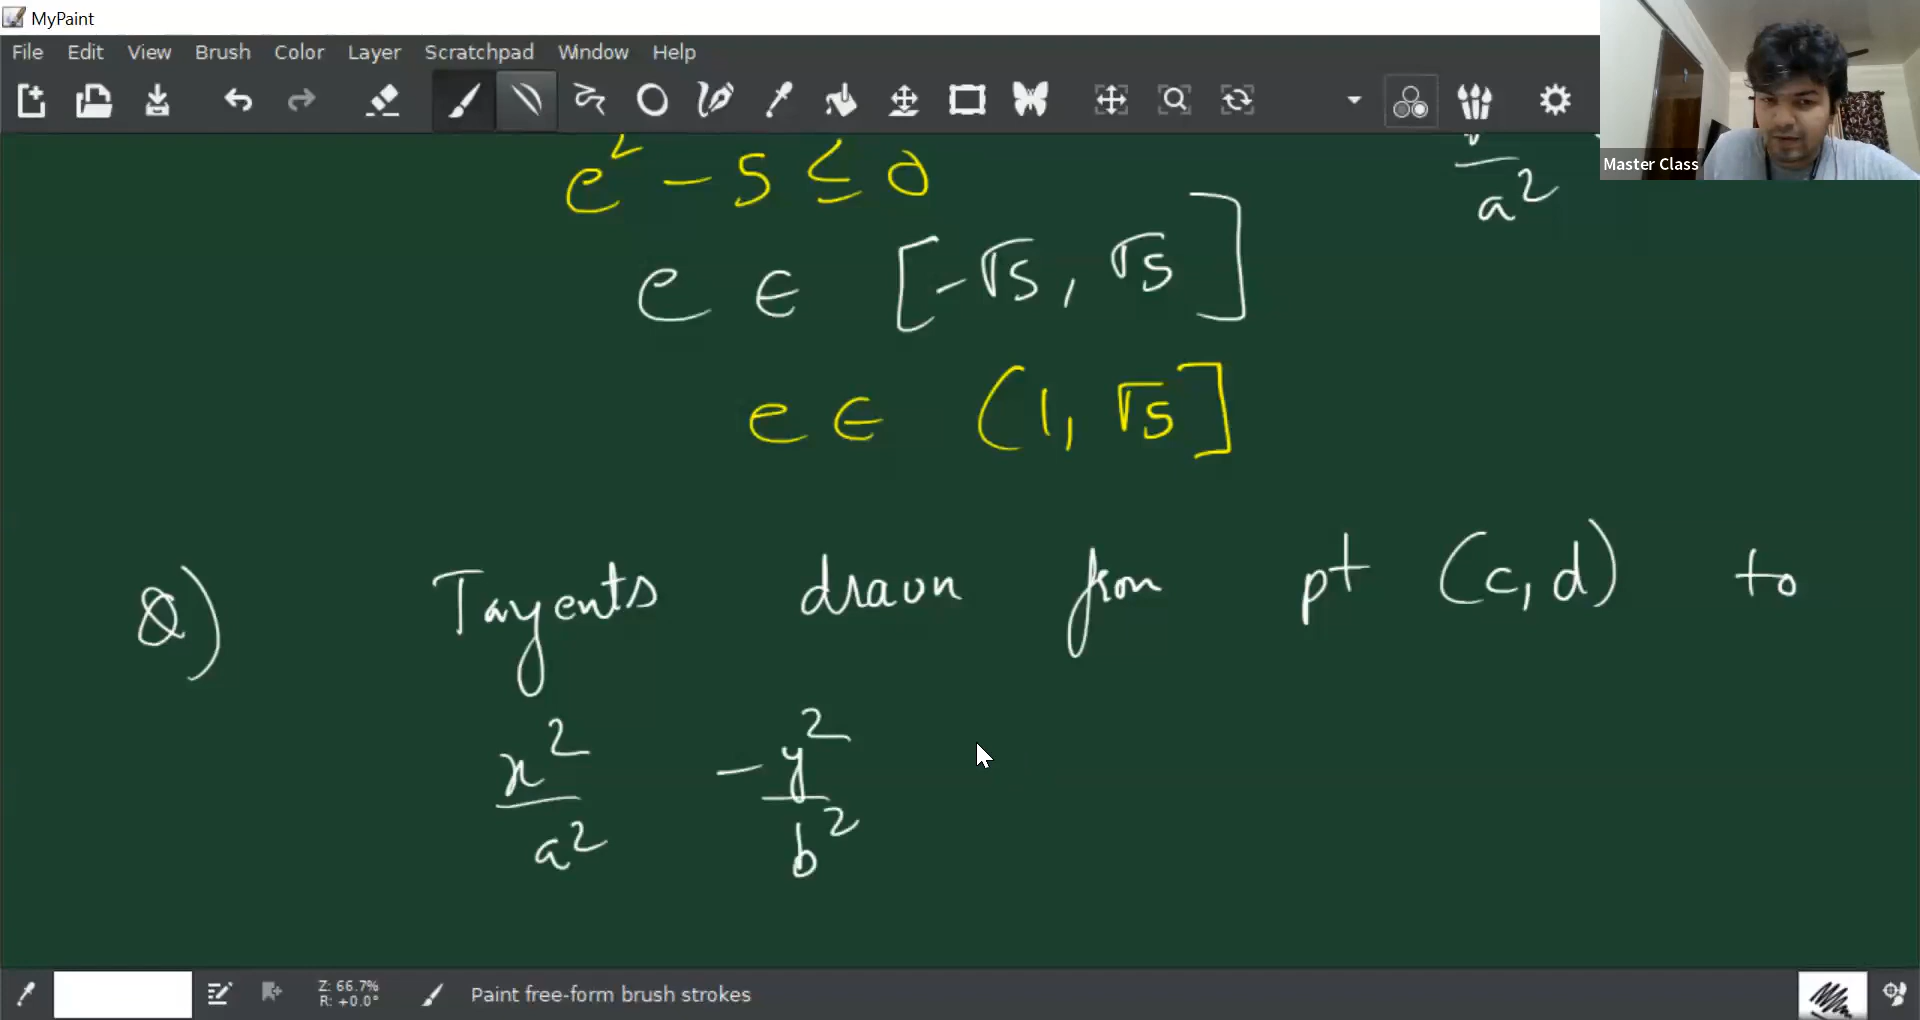 MyPaint
File Edit View Brush Color Layer Scratchpad Window Help
Master Class
a²
e² - 5 ≤ 0
e ∈ [-√5, √5]
e ∈ (1, √5]
Q) Tangents drawn from pt (c, d) to
x²/a² - y²/b²
Z: 66.7%
R: +0.0°
Paint free-form brush strokes